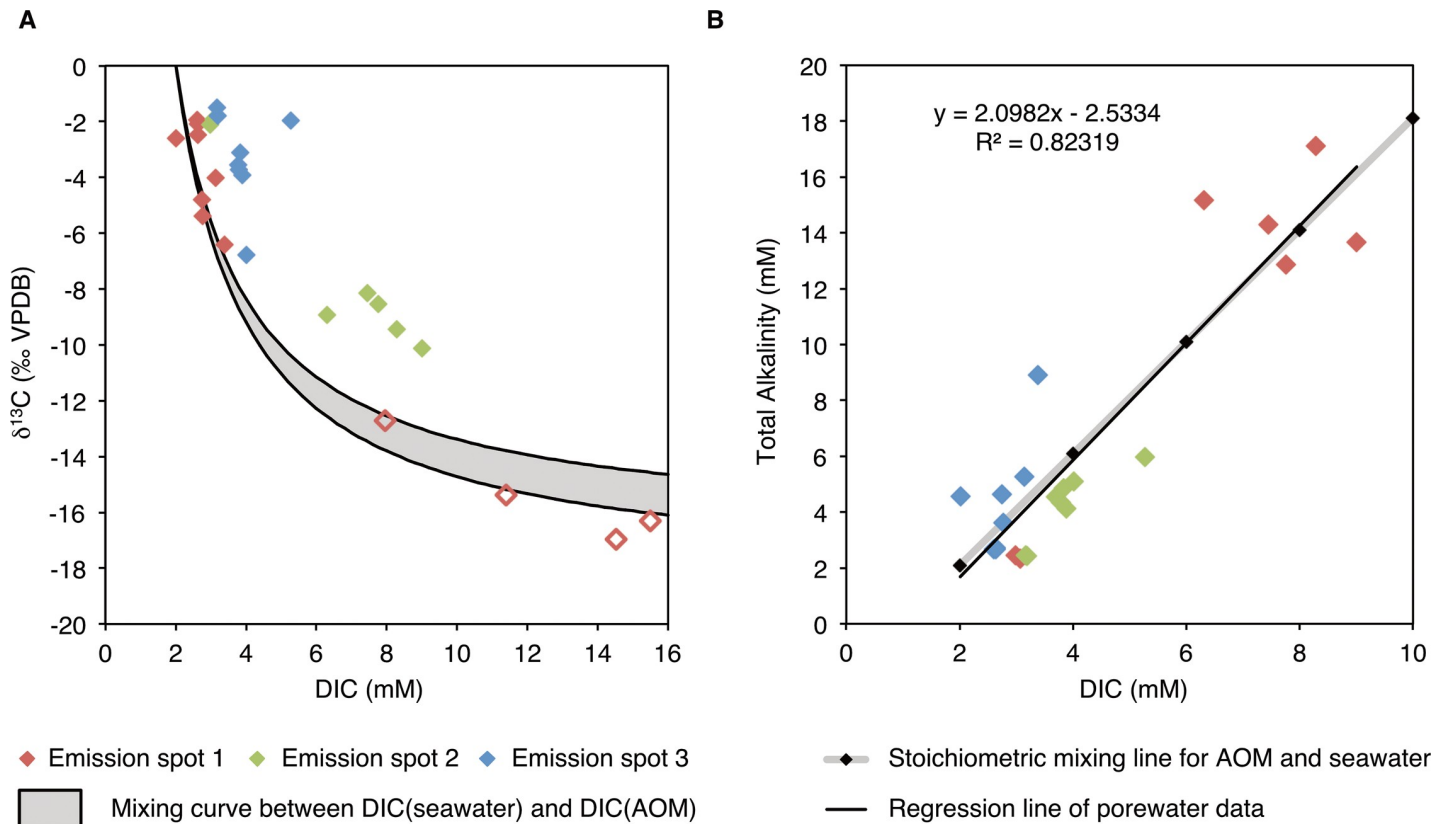 A
0
-2
-4
-6
-8
-10
-12
-14
-16
-18
-20
δ¹³C (‰ VPDB)
0 2 4 6 8 10 12 14 16
DIC (mM)
B
20
18
16
14
12
10
8
6
4
2
0
Total Alkalinity (mM)
y = 2.0982x - 2.5334
R² = 0.82319
0 2 4 6 8 10
DIC (mM)
Emission spot 1 Emission spot 2 Emission spot 3
Mixing curve between DIC(seawater) and DIC(AOM)
Stoichiometric mixing line for AOM and seawater
Regression line of porewater data